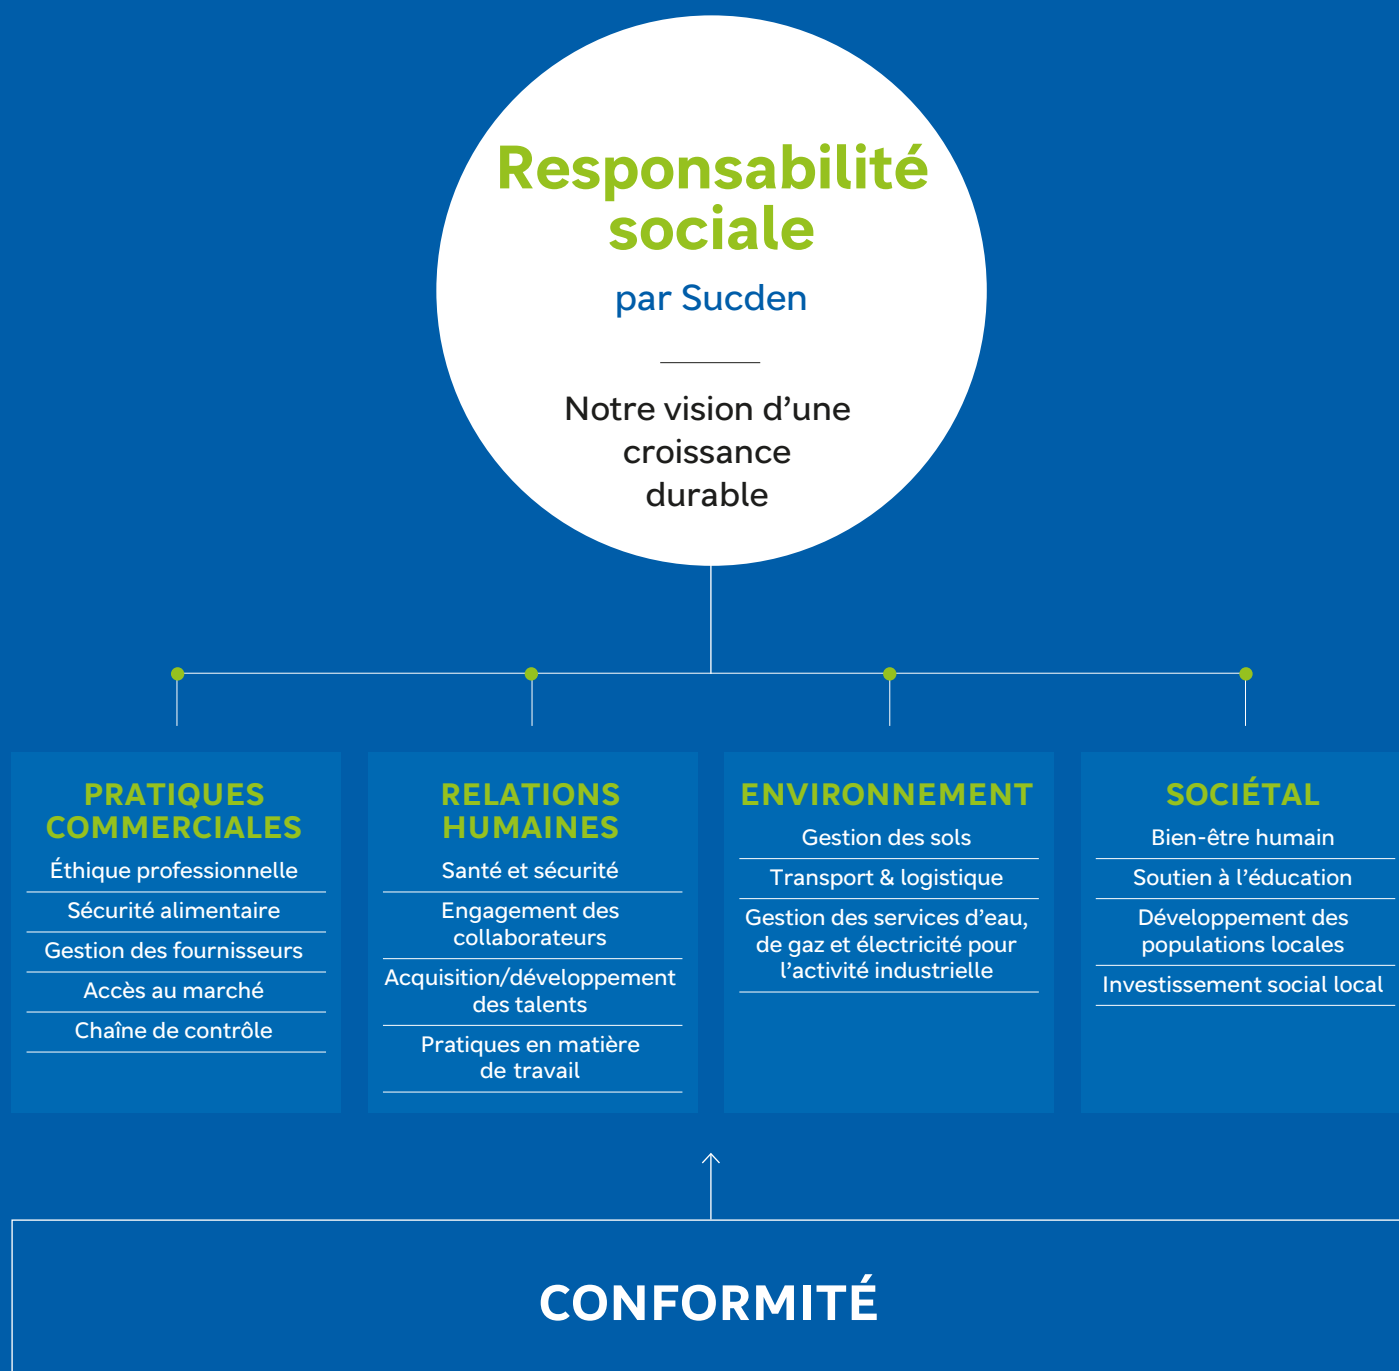 Responsabilité
sociale
par Sucden
Notre vision d’une
croissance
durable
PRATIQUES
COMMERCIALES
Éthique professionnelle
Sécurité alimentaire
Gestion des fournisseurs
Accès au marché
Chaîne de contrôle
RELATIONS
HUMAINES
Santé et sécurité
Engagement des
collaborateurs
Acquisition/développement
des talents
Pratiques en matière
de travail
ENVIRONNEMENT
Gestion des sols
Transport & logistique
Gestion des services d’eau,
de gaz et électricité pour
l’activité industrielle
SOCIÉTAL
Bien-être humain
Soutien à l’éducation
Développement des
populations locales
Investissement social local
CONFORMITÉ